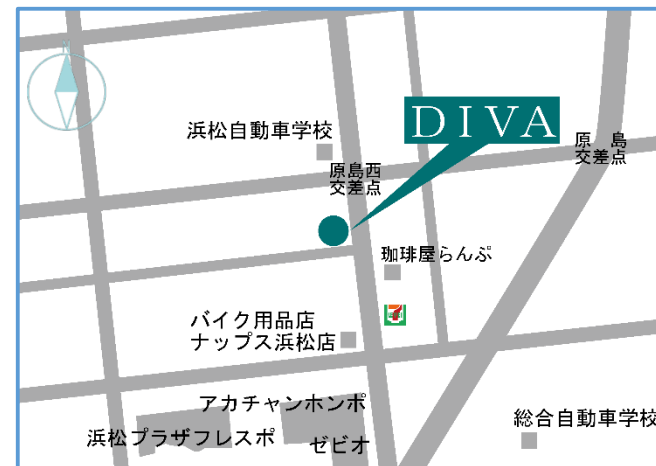 DIVA
浜松自動車学校
原島
交差点
原島西
交差点
珈琲屋らんぷ
7
バイク用品店
ナップス浜松店
アカチャンホンポ
総合自動車学校
浜松プラザフレスポ
ゼビオ